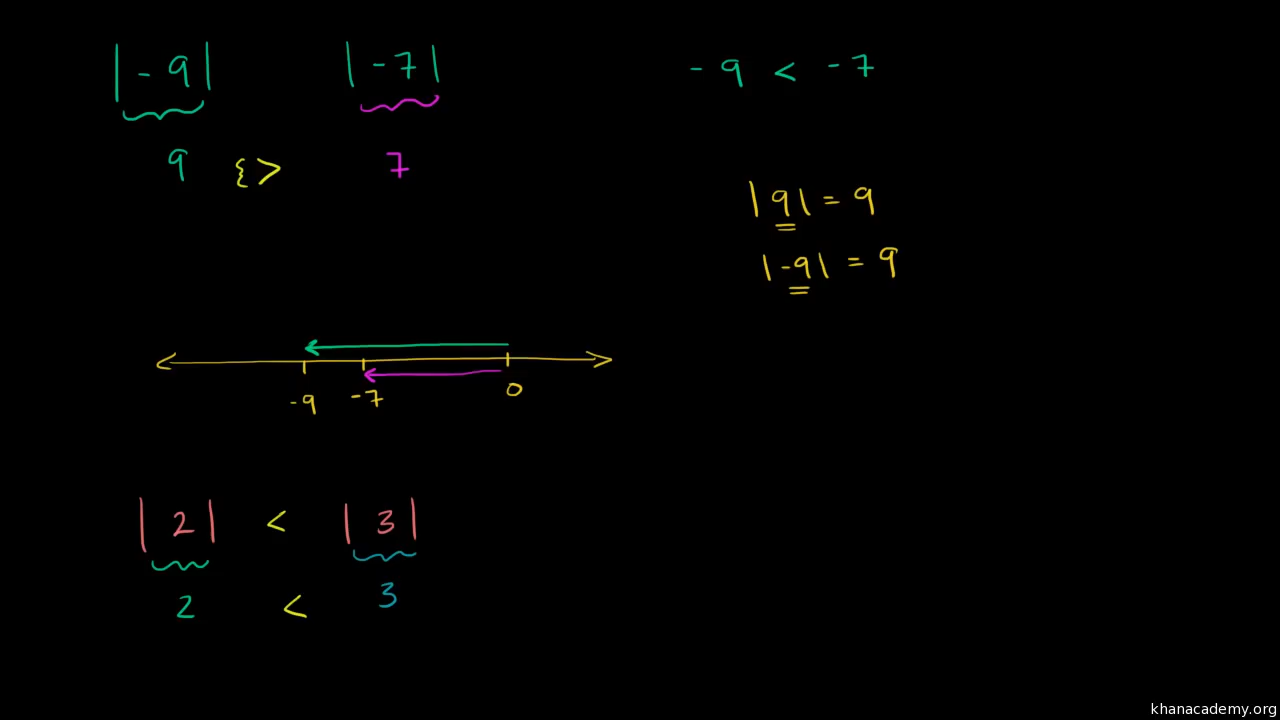 |-9| |-7| -9 < -7
9 {> 7
|9| = 9
|-9| = 9
-9 -7 0
|2| < |3|
2 < 3
khanacademy.org